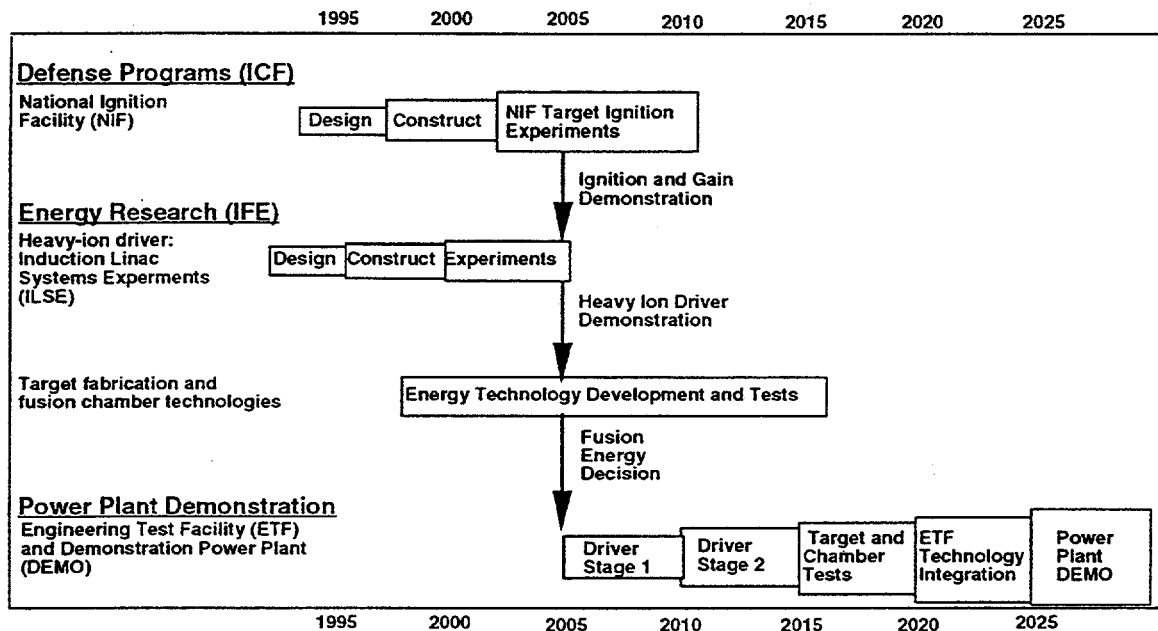 1995 2000 2005 2010 2015 2020 2025
Defense Programs (ICF)
National Ignition
Facility (NIF)
Design
Construct
NIF Target Ignition
Experiments
Ignition and Gain
Demonstration
Energy Research (IFE)
Heavy-ion driver:
Induction Linac
Systems Experments
(ILSE)
Design
Construct
Experiments
Heavy Ion Driver
Demonstration
Target fabrication and
fusion chamber technologies
Energy Technology Development and Tests
Fusion
Energy
Decision
Power Plant Demonstration
Engineering Test Facility (ETF)
and Demonstration Power Plant
(DEMO)
Driver
Stage 1
Driver
Stage 2
Target and
Chamber
Tests
ETF
Technology
Integration
Power
Plant
DEMO
1995 2000 2005 2010 2015 2020 2025